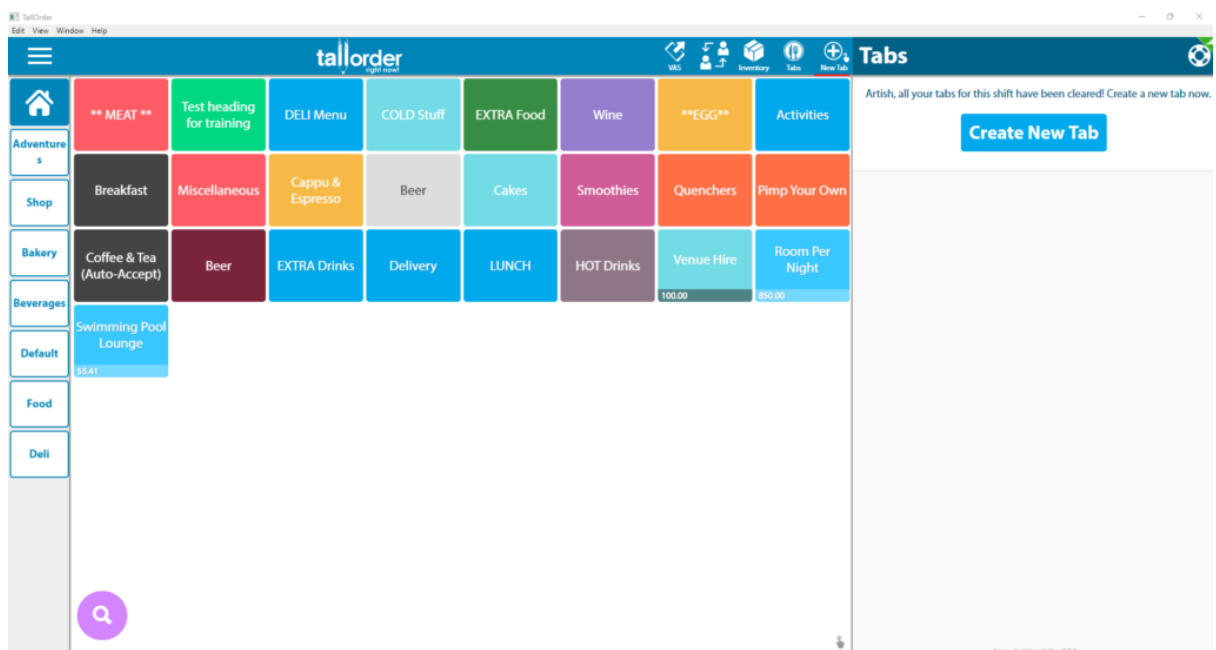 TallOrder
Edit View Window Help
tallorder
right now!
VAS
Inventory
Tabs
New Tab
Tabs
Artish, all your tabs for this shift have been cleared! Create a new tab now.
Create New Tab
Adventure
s
Shop
Bakery
Beverages
Default
Food
Deli
** MEAT **
Test heading
for training
DELI Menu
COLD Stuff
EXTRA Food
Wine
**EGG**
Activities
Breakfast
Miscellaneous
Cappu &
Espresso
Beer
Cakes
Smoothies
Quenchers
Pimp Your Own
Coffee & Tea
(Auto-Accept)
Beer
EXTRA Drinks
Delivery
LUNCH
HOT Drinks
Venue Hire
100.00
Room Per
Night
850.00
Swimming Pool
Lounge
55.41